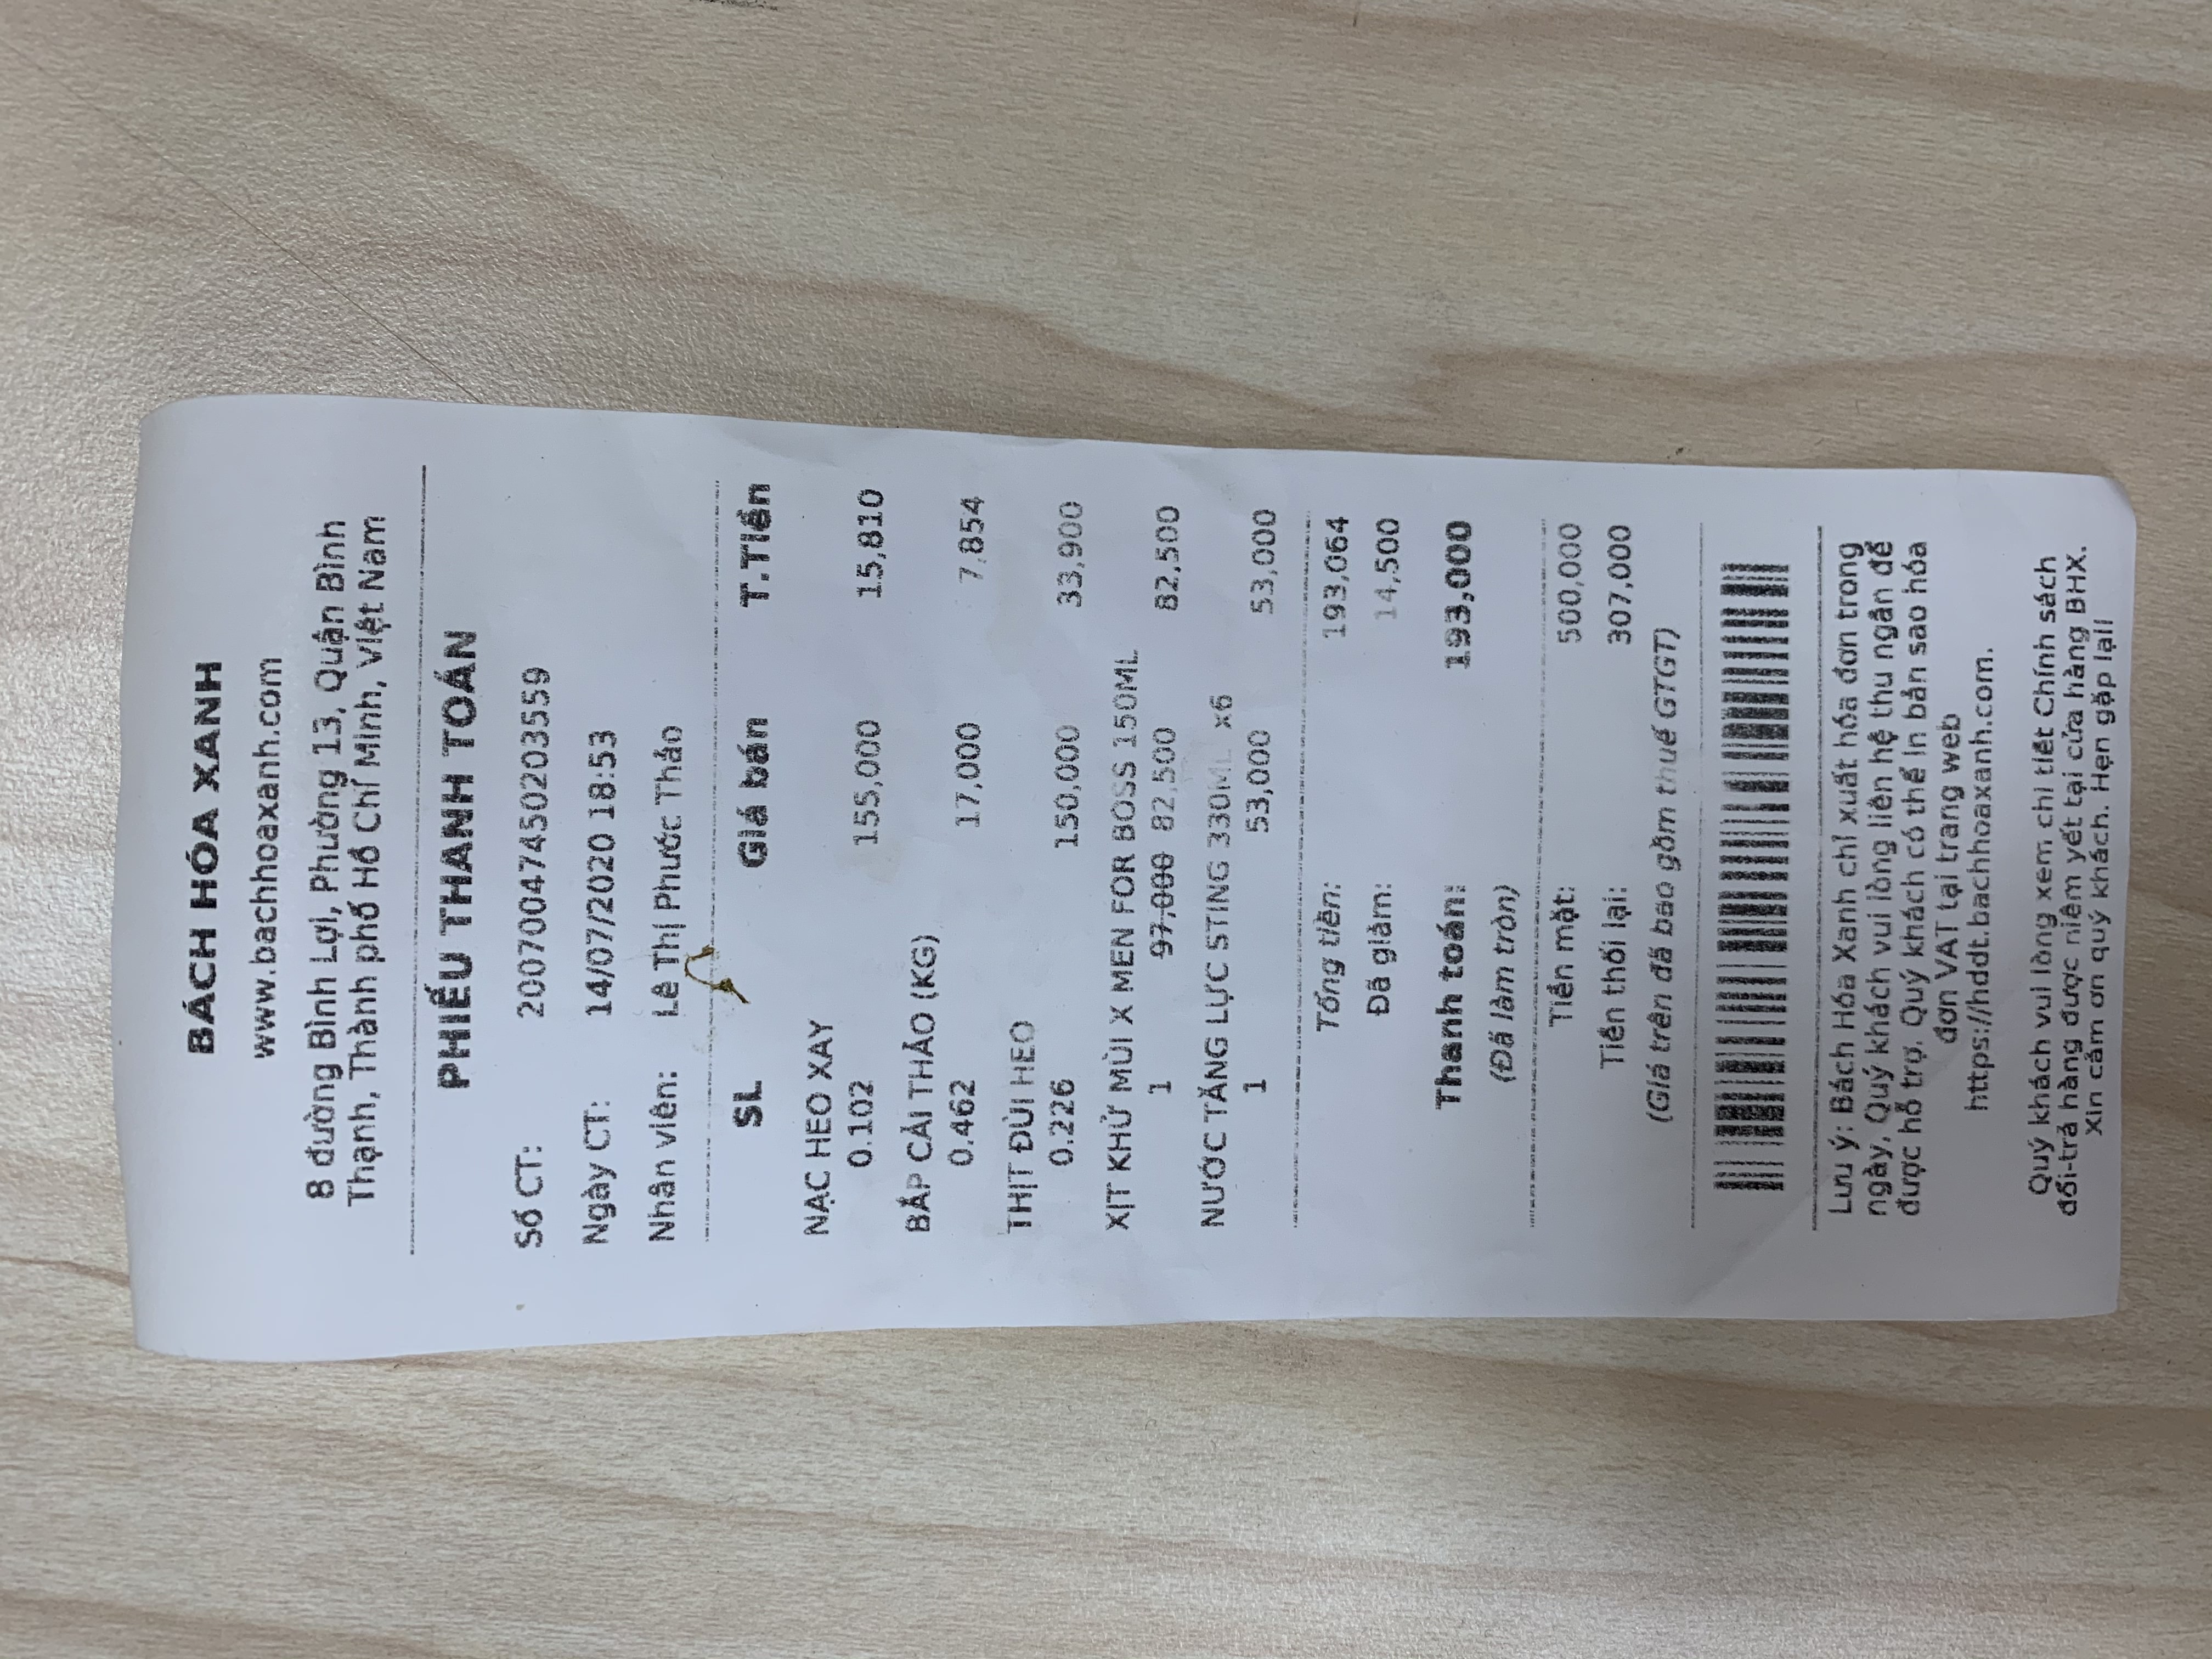 BÁCH HÓA XANH
www.bachhoaxanh.com
8 đường Bình Lợi, Phường 13, Quận Bình
Thạnh, Thành phố Hồ Chí Minh, Việt Nam
PHIẾU THANH TOÁN
Số CT: 20070047450203559
Ngày CT: 14/07/2020 18:53
Nhân viên: Lê Thị Phước Thảo
SL Giá bán T.Tiền
NẠC HEO XAY
0.102 155,000 15,810
BẮP CẢI THẢO (KG)
0.462 17,000 7,854
THỊT ĐÙI HEO
0.226 150,000 33,900
XỊT KHỬ MÙI X MEN FOR BOSS 150ML
1 97,000 82,500 82,500
NƯỚC TĂNG LỰC STING 330ML x6
1 53,000 53,000
Tổng tiền: 193,064
Đã giảm: 14,500
Thanh toán: 193,000
(Đã làm tròn)
Tiền mặt: 500,000
Tiền thối lại: 307,000
(Giá trên đã bao gồm thuế GTGT)
Lưu ý: Bách Hóa Xanh chỉ xuất hóa đơn trong
ngày, Quý khách vui lòng liên hệ thu ngân để
được hỗ trợ. Quý khách có thể in bản sao hóa
đơn VAT tại trang web
https://hddt.bachhoaxanh.com.
Quý khách vui lòng xem chi tiết Chính sách
đổi-trả hàng được niêm yết tại cửa hàng BHX.
Xin cảm ơn quý khách. Hẹn gặp lại!